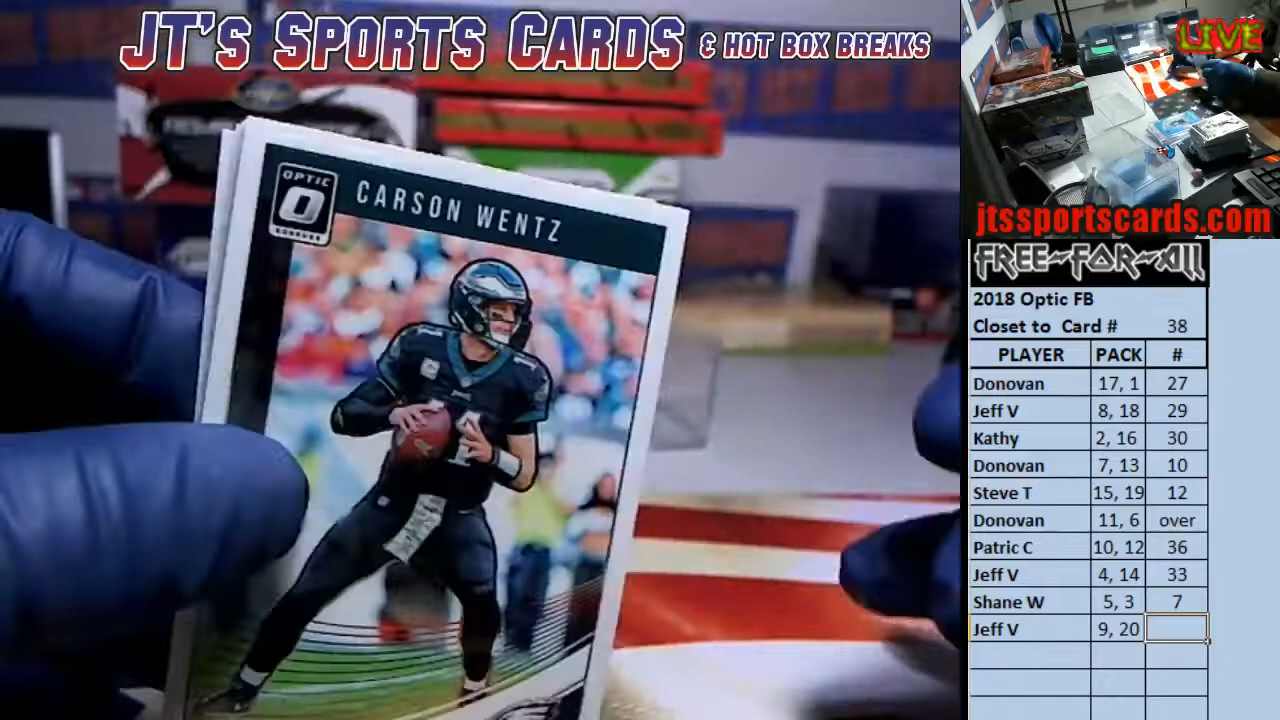 JT's Sports Cards & Hot Box Breaks
LIVE
jtssportscards.com
FREE-FOR-All
2018 Optic FB
Closet to Card # 38
PLAYER PACK #
Donovan 17, 1 27
Jeff V 8, 18 29
Kathy 2, 16 30
Donovan 7, 13 10
Steve T 15, 19 12
Donovan 11, 6 over
Patric C 10, 12 36
Jeff V 4, 14 33
Shane W 5, 3 7
Jeff V 9, 20
OPTIC
O
DONRUSS
CARSON WENTZ
11